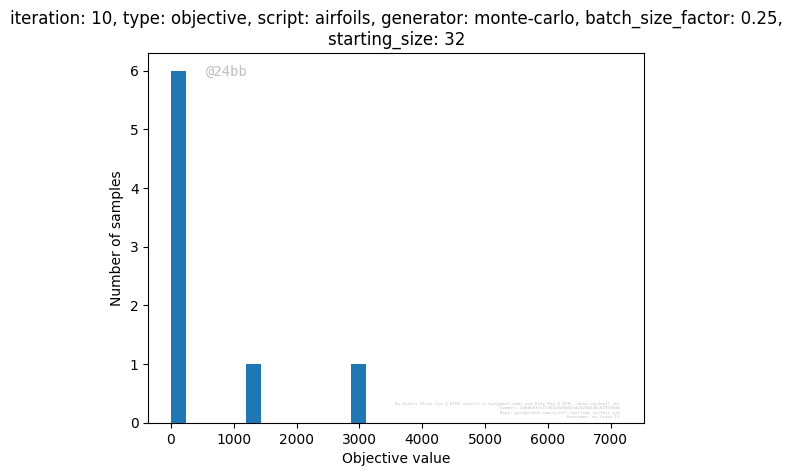 iteration: 10, type: objective, script: airfoils, generator: monte-carlo, batch_size_factor: 0.25,
starting_size: 32
@24bb
6
5
4
3
2
1
0
Number of samples
0 1000 2000 3000 4000 5000 6000 7000
Objective value